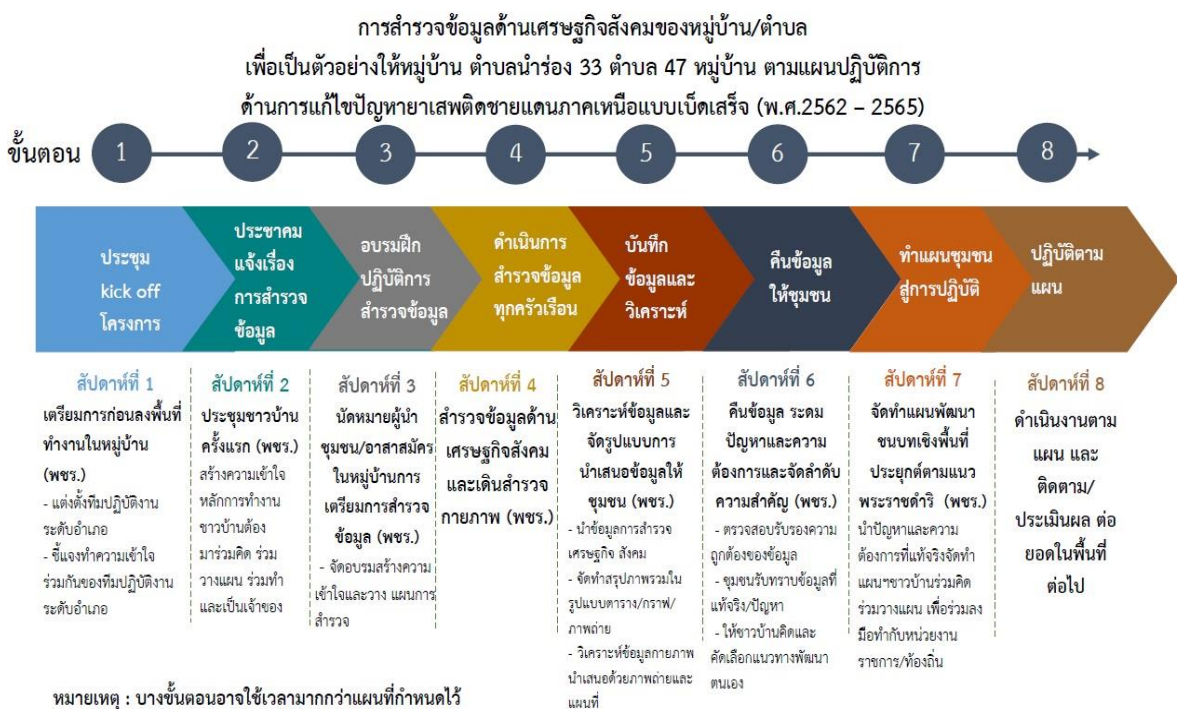 การสำรวจข้อมูลด้านเศรษฐกิจสังคมของหมู่บ้าน/ตำบล
เพื่อเป็นตัวอย่างให้หมู่บ้าน ตำบลนำร่อง 33 ตำบล 47 หมู่บ้าน ตามแผนปฏิบัติการ
ด้านการแก้ไขปัญหายาเสพติดชายแดนภาคเหนือแบบเบ็ดเสร็จ (พ.ศ.2562 – 2565)
ขั้นตอน 1 2 3 4 5 6 7 8
ประชุม
kick off
โครงการ
ประชาคม
แจ้งเรื่อง
การสำรวจ
ข้อมูล
อบรมฝึก
ปฏิบัติการ
สำรวจข้อมูล
ดำเนินการ
สำรวจข้อมูล
ทุกครัวเรือน
บันทึก
ข้อมูลและ
วิเคราะห์
คืนข้อมูล
ให้ชุมชน
ทำแผนชุมชน
สู่การปฏิบัติ
ปฏิบัติตาม
แผน
สัปดาห์ที่ 1
เตรียมการก่อนลงพื้นที่
ทำงานในหมู่บ้าน
(พชร.)
- แต่งตั้งทีมปฏิบัติงาน
ระดับอำเภอ
- ชี้แจงทำความเข้าใจ
ร่วมกันของทีมปฏิบัติงาน
ระดับอำเภอ
สัปดาห์ที่ 2
ประชุมชาวบ้าน
ครั้งแรก (พชร.)
สร้างความเข้าใจ
หลักการทำงาน
ชาวบ้านต้อง
มาร่วมคิด ร่วม
วางแผน ร่วมทำ
และเป็นเจ้าของ
สัปดาห์ที่ 3
นัดหมายผู้นำ
ชุมชน/อาสาสมัคร
ในหมู่บ้านการ
เตรียมการสำรวจ
ข้อมูล (พชร.)
- จัดอบรมสร้างความ
เข้าใจและวาง แผนการ
สำรวจ
สัปดาห์ที่ 4
สำรวจข้อมูลด้าน
เศรษฐกิจสังคม
และเดินสำรวจ
กายภาพ (พชร.)
สัปดาห์ที่ 5
วิเคราะห์ข้อมูลและ
จัดรูปแบบการ
นำเสนอข้อมูลให้
ชุมชน (พชร.)
- นำข้อมูลการสำรวจ
เศรษฐกิจ สังคม
- จัดทำสรุปภาพรวมใน
รูปแบบตาราง/กราฟ/
ภาพถ่าย
- วิเคราะห์ข้อมูลกายภาพ
นำเสนอด้วยภาพถ่ายและ
แผนที่
สัปดาห์ที่ 6
คืนข้อมูล ระดม
ปัญหาและความ
ต้องการและจัดลำดับ
ความสำคัญ (พชร.)
- ตรวจสอบรับรองความ
ถูกต้องของข้อมูล
- ชุมชนรับทราบข้อมูลที่
แท้จริง/ปัญหา
- ให้ชาวบ้านคิดและ
คัดเลือกแนวทางพัฒนา
ตนเอง
สัปดาห์ที่ 7
จัดทำแผนพัฒนา
ชนบทเชิงพื้นที่
ประยุกต์ตามแนว
พระราชดำริ (พชร.)
นำปัญหาและความ
ต้องการที่แท้จริงจัดทำ
แผนฯชาวบ้านร่วมคิด
ร่วมวางแผน เพื่อร่วมลง
มือทำกับหน่วยงาน
ราชการ/ท้องถิ่น
สัปดาห์ที่ 8
ดำเนินงานตาม
แผน และ
ติดตาม/
ประเมินผล ต่อ
ยอดในพื้นที่
ต่อไป
หมายเหตุ : บางขั้นตอนอาจใช้เวลามากกว่าแผนที่กำหนดไว้